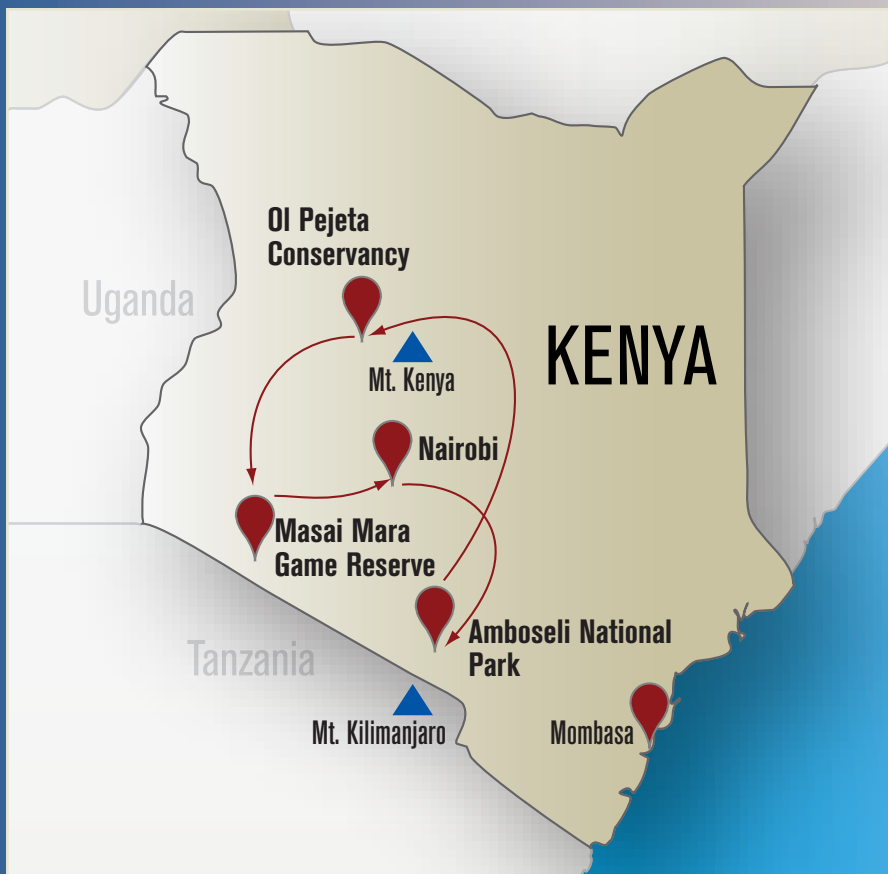 Ol Pejeta
Conservancy
Uganda
KENYA
Mt. Kenya
Nairobi
Masai Mara
Game Reserve
Amboseli National
Park
Tanzania
Mt. Kilimanjaro
Mombasa